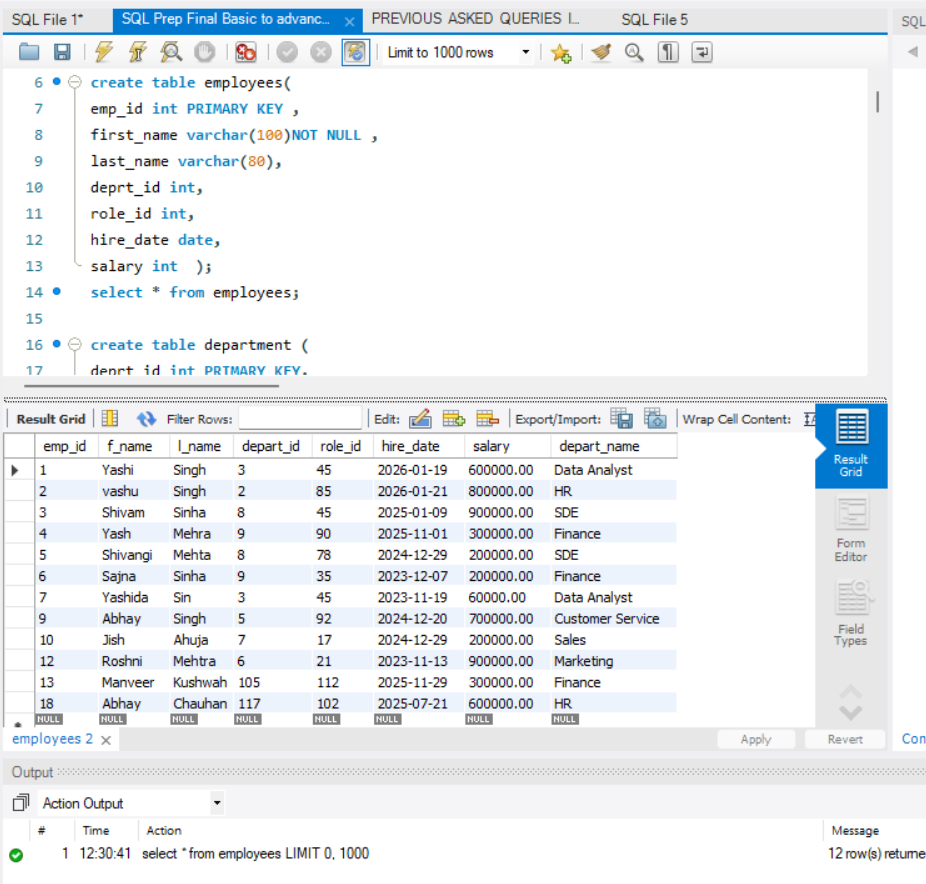 SQL File 1*
SQL Prep Final Basic to advanc...
PREVIOUS ASKED QUERIES I...
SQL File 5
SQL
Limit to 1000 rows
6 create table employees(
7 emp_id int PRIMARY KEY ,
8 first_name varchar(100)NOT NULL ,
9 last_name varchar(80),
10 deprt_id int,
11 role_id int,
12 hire_date date,
13 salary int  );
14 select * from employees;
15
16 create table department (
17 deprt_id int PRIMARY KEY,
Result Grid Filter Rows: Edit: Export/Import: Wrap Cell Content:
emp_id f_name l_name depart_id role_id hire_date salary depart_name
1 Yashi Singh 3 45 2026-01-19 600000.00 Data Analyst
2 vashu Singh 2 85 2026-01-21 800000.00 HR
3 Shivam Sinha 8 45 2025-01-09 900000.00 SDE
4 Yash Mehra 9 90 2025-11-01 300000.00 Finance
5 Shivangi Mehta 8 78 2024-12-29 200000.00 SDE
6 Sajna Sinha 9 35 2023-12-07 200000.00 Finance
7 Yashida Sin 3 45 2023-11-19 60000.00 Data Analyst
9 Abhay Singh 5 92 2024-12-20 700000.00 Customer Service
10 Jish Ahuja 7 17 2024-12-29 200000.00 Sales
12 Roshni Mehtra 6 21 2023-11-13 900000.00 Marketing
13 Manveer Kushwah 105 112 2025-11-29 300000.00 Finance
18 Abhay Chauhan 117 102 2025-07-21 600000.00 HR
NULL NULL NULL NULL NULL NULL NULL NULL
Result
Grid
Form
Editor
Field
Types
employees 2
Apply
Revert
Con
Output
Action Output
# Time Action Message
1 12:30:41 select * from employees LIMIT 0, 1000 12 row(s) returne